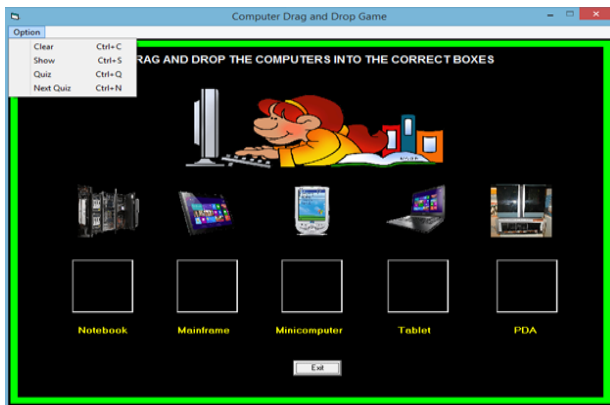 Computer Drag and Drop Game
Option
Clear Ctrl+C
Show Ctrl+S
Quiz Ctrl+Q
Next Quiz Ctrl+N
RAG AND DROP THE COMPUTERS INTO THE CORRECT BOXES
Notebook Mainframe Minicomputer Tablet PDA
Exit